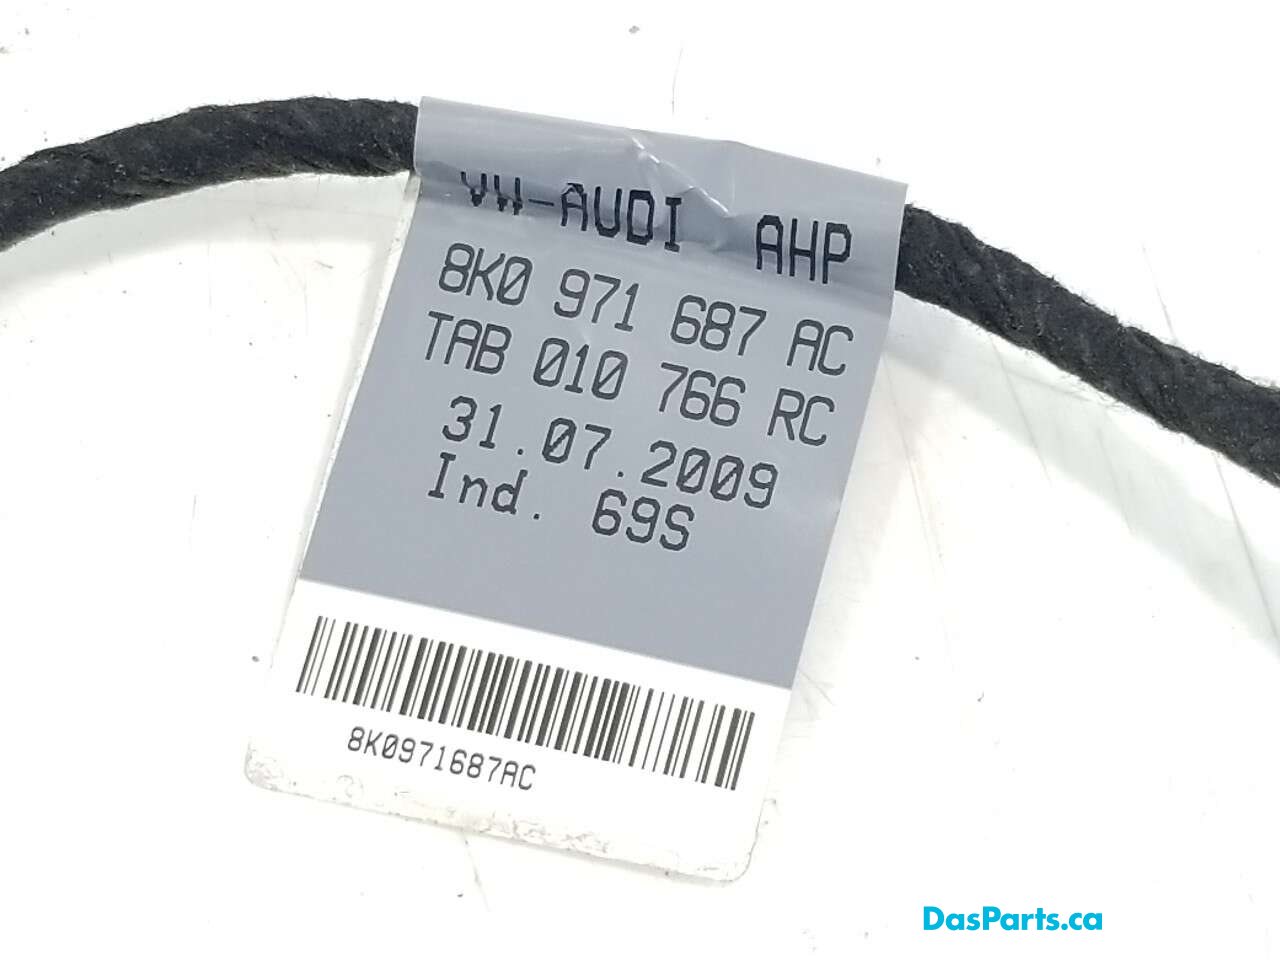 VW-AUDI AHP
8K0 971 687 AC
TAB 010 766 RC
31.07.2009
Ind. 69S
8K0971687AC
DasParts.ca